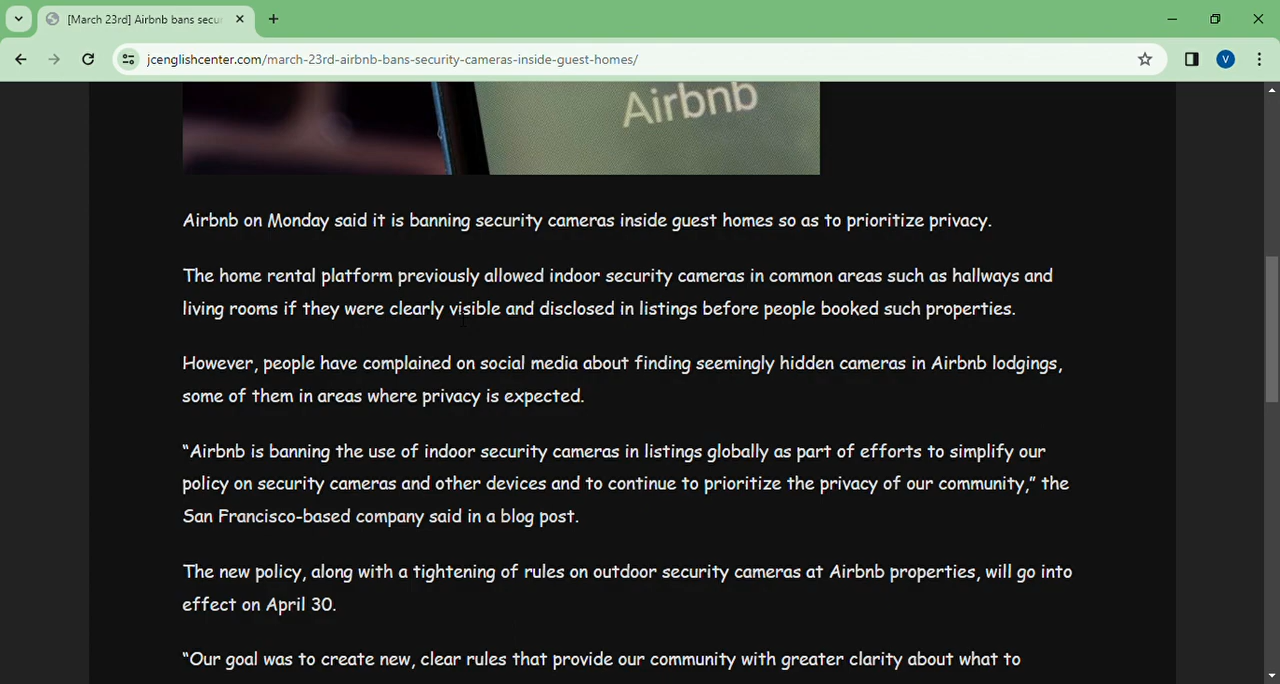 [March 23rd] Airbnb bans secu
jcenglishcenter.com/march-23rd-airbnb-bans-security-cameras-inside-guest-homes/
V
Airbnb
Airbnb on Monday said it is banning security cameras inside guest homes so as to prioritize privacy.
The home rental platform previously allowed indoor security cameras in common areas such as hallways and
living rooms if they were clearly visible and disclosed in listings before people booked such properties.
However, people have complained on social media about finding seemingly hidden cameras in Airbnb lodgings,
some of them in areas where privacy is expected.
“Airbnb is banning the use of indoor security cameras in listings globally as part of efforts to simplify our
policy on security cameras and other devices and to continue to prioritize the privacy of our community,” the
San Francisco-based company said in a blog post.
The new policy, along with a tightening of rules on outdoor security cameras at Airbnb properties, will go into
effect on April 30.
“Our goal was to create new, clear rules that provide our community with greater clarity about what to